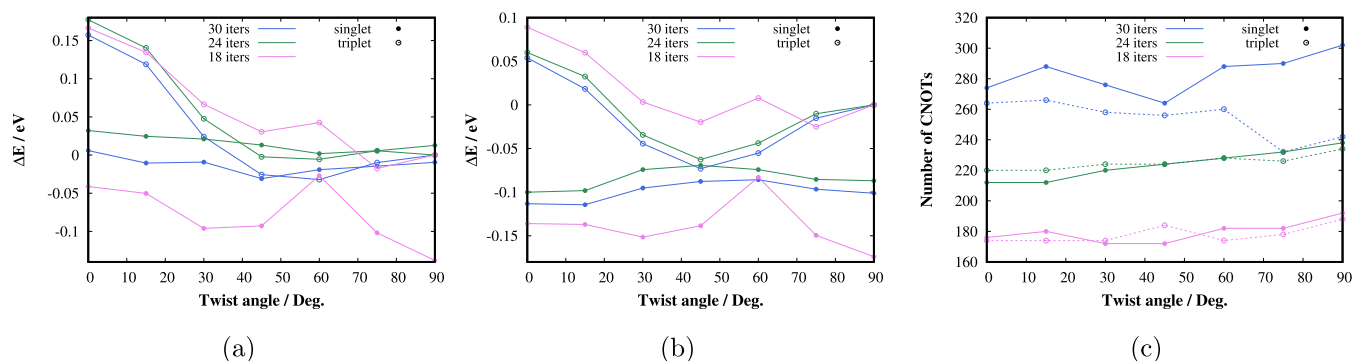 30 iters
24 iters
18 iters
singlet
triplet
0.15
0.1
0.05
0
-0.05
-0.1
ΔE / eV
0 10 20 30 40 50 60 70 80 90
Twist angle / Deg.
(a)
30 iters
24 iters
18 iters
singlet
triplet
0.1
0.05
0
-0.05
-0.1
-0.15
ΔE / eV
0 10 20 30 40 50 60 70 80 90
Twist angle / Deg.
(b)
30 iters
24 iters
18 iters
singlet
triplet
320
300
280
260
240
220
200
180
160
Number of CNOTs
0 10 20 30 40 50 60 70 80 90
Twist angle / Deg.
(c)